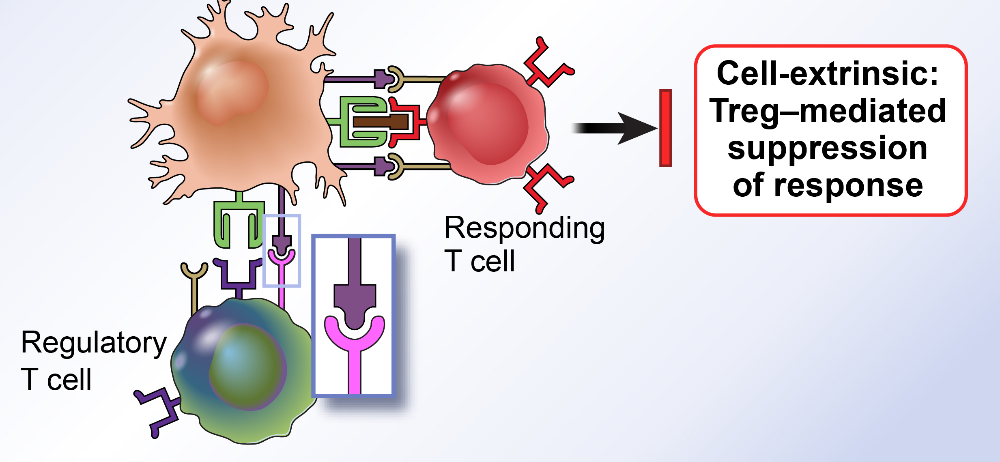 Cell-extrinsic:
Treg–mediated
suppression
of response
Responding
T cell
Regulatory
T cell